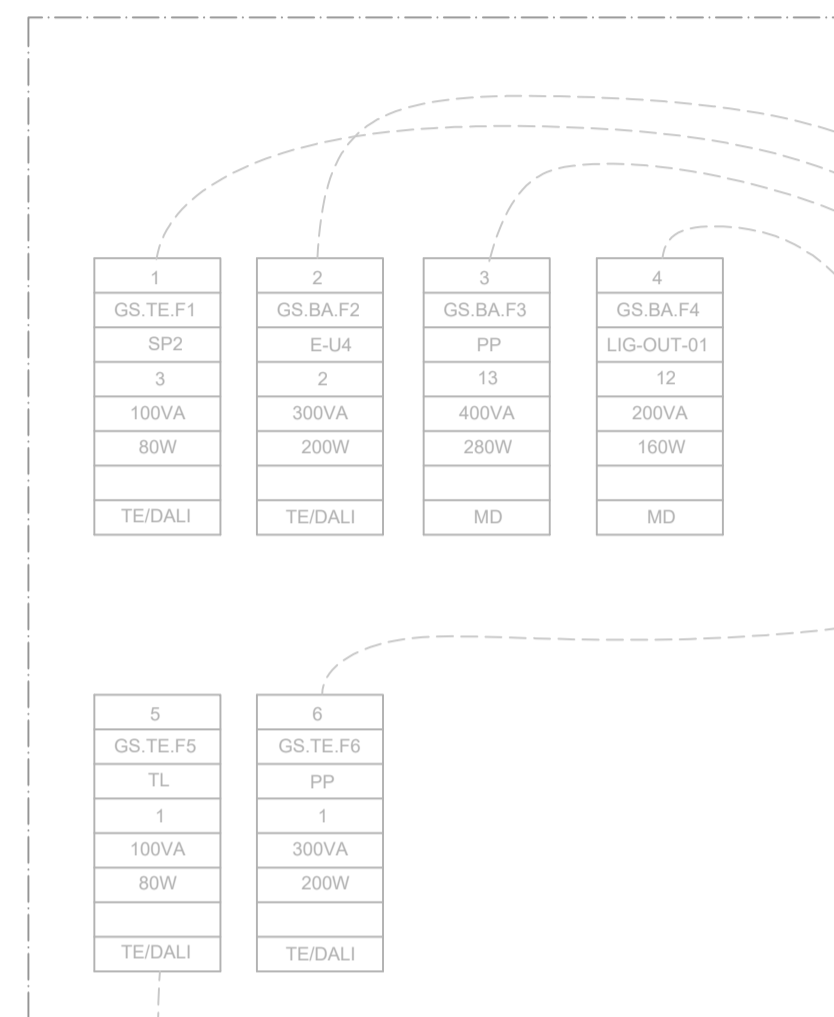 1
GS.TE.F1
SP2
3
100VA
80W
TE/DALI
2
GS.BA.F2
E-U4
2
300VA
200W
TE/DALI
3
GS.BA.F3
PP
13
400VA
280W
MD
4
GS.BA.F4
LIG-OUT-01
12
200VA
160W
MD
5
GS.TE.F5
TL
1
100VA
80W
TE/DALI
6
GS.TE.F6
PP
1
300VA
200W
TE/DALI